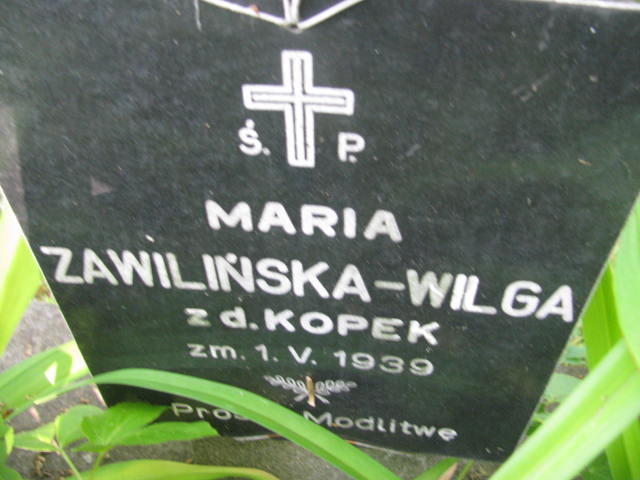 Ś. P.
MARIA
ZAWILIŃSKA-WILGA
z d. KOPEK
zm. 1. V. 1939
Modlitwę